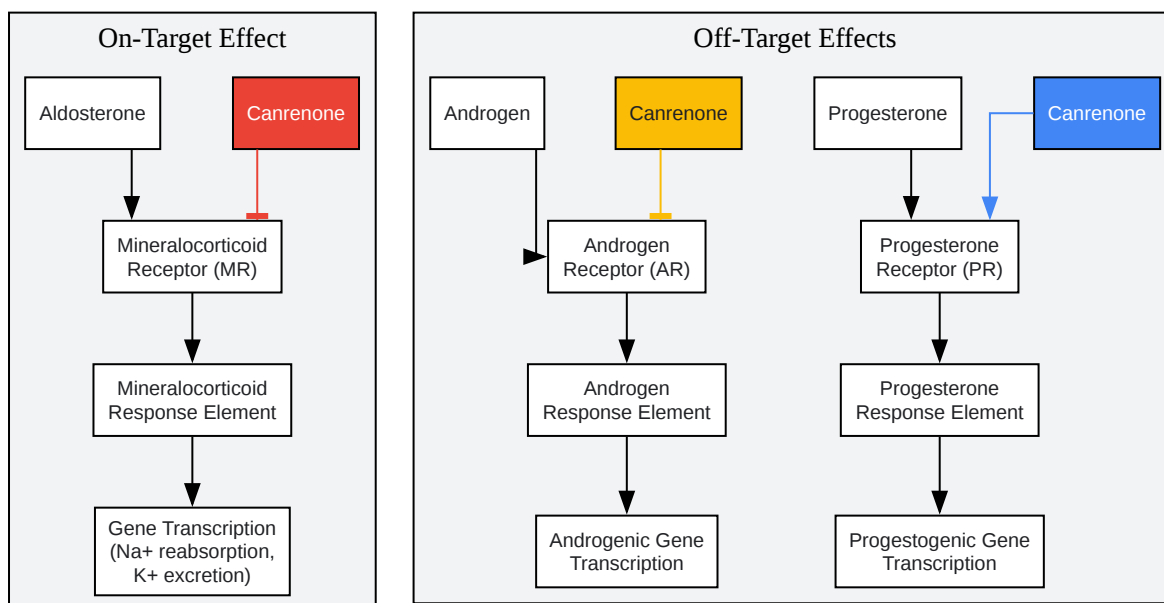 On-Target Effect
Aldosterone
Canrenone
Mineralocorticoid
Receptor (MR)
Mineralocorticoid
Response Element
Gene Transcription
(Na+ reabsorption,
K+ excretion)
Off-Target Effects
Androgen
Canrenone
Androgen
Receptor (AR)
Androgen
Response Element
Androgenic Gene
Transcription
Progesterone
Canrenone
Progesterone
Receptor (PR)
Progesterone
Response Element
Progestogenic Gene
Transcription